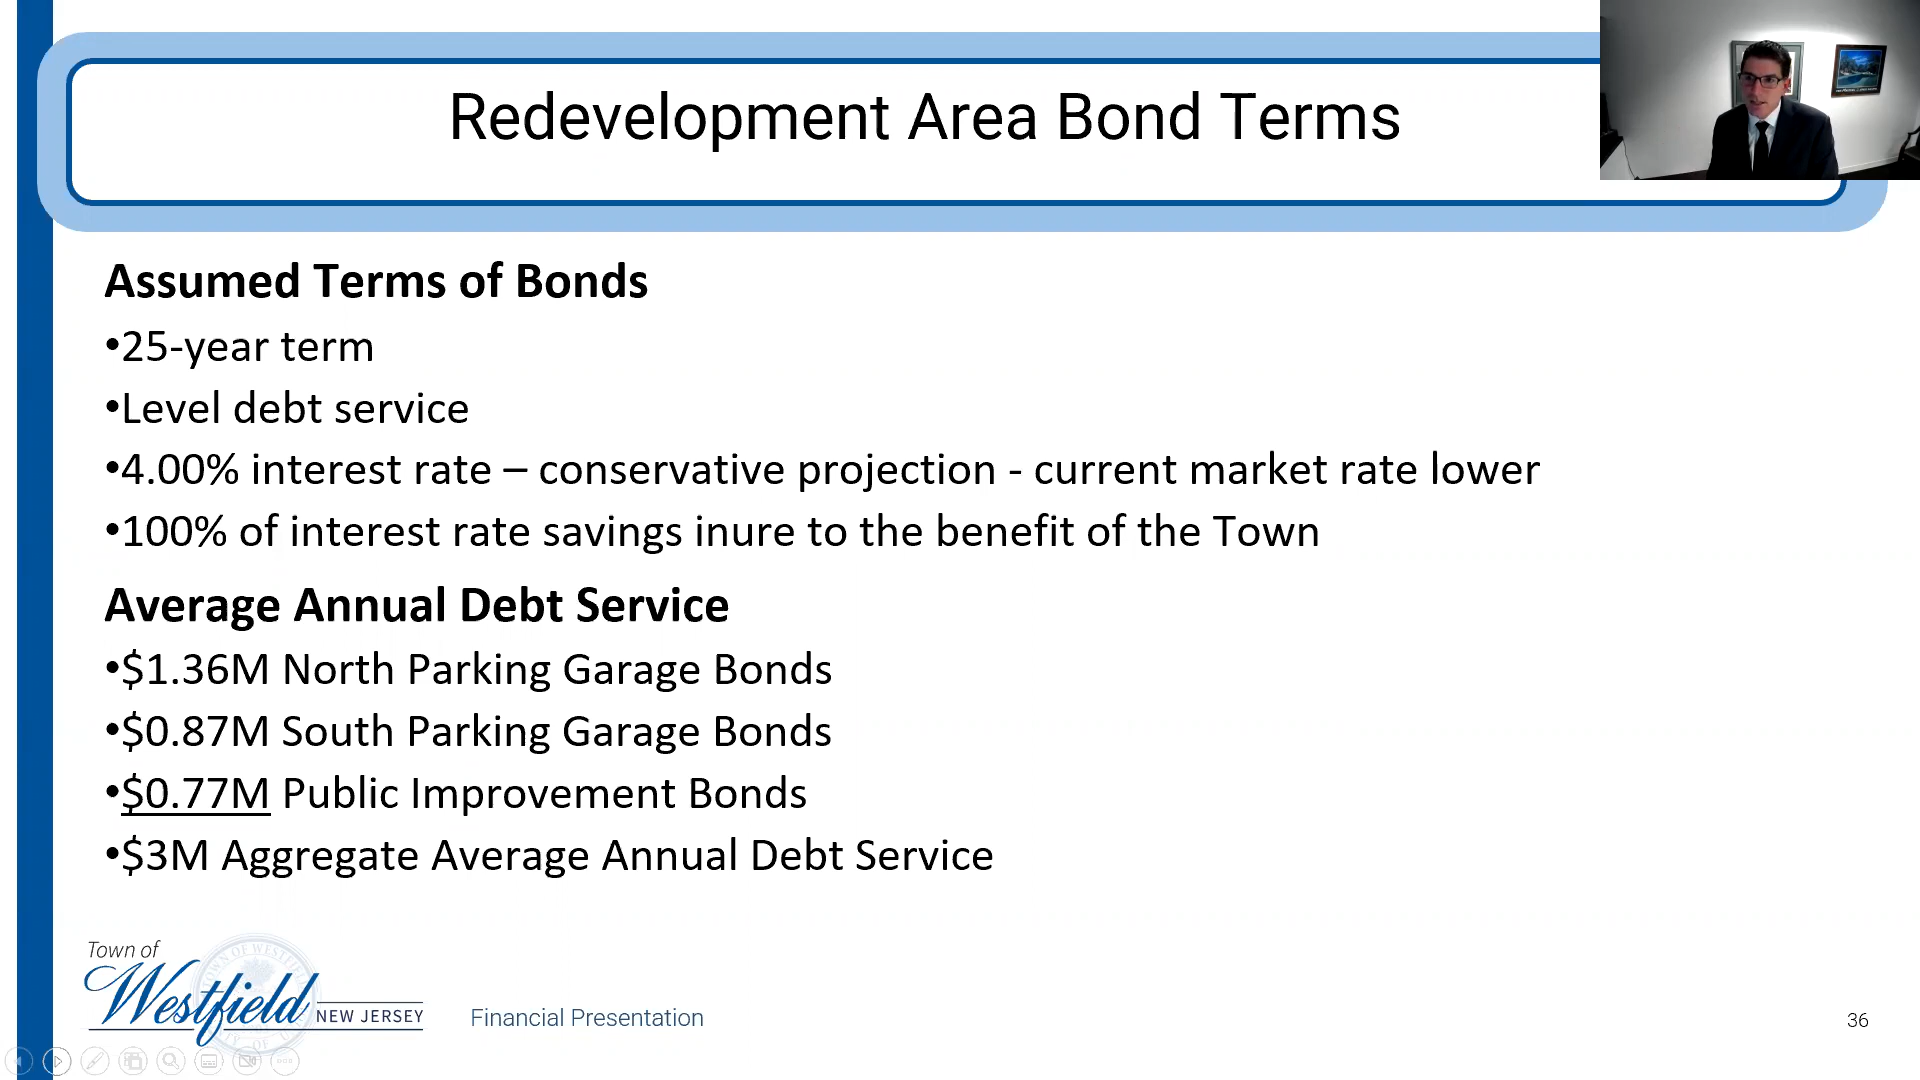 Redevelopment Area Bond Terms
Assumed Terms of Bonds
•25-year term
•Level debt service
•4.00% interest rate – conservative projection - current market rate lower
•100% of interest rate savings inure to the benefit of the Town
Average Annual Debt Service
•$1.36M North Parking Garage Bonds
•$0.87M South Parking Garage Bonds
•$0.77M Public Improvement Bonds
•$3M Aggregate Average Annual Debt Service
Town of
Westfield NEW JERSEY
Financial Presentation
36